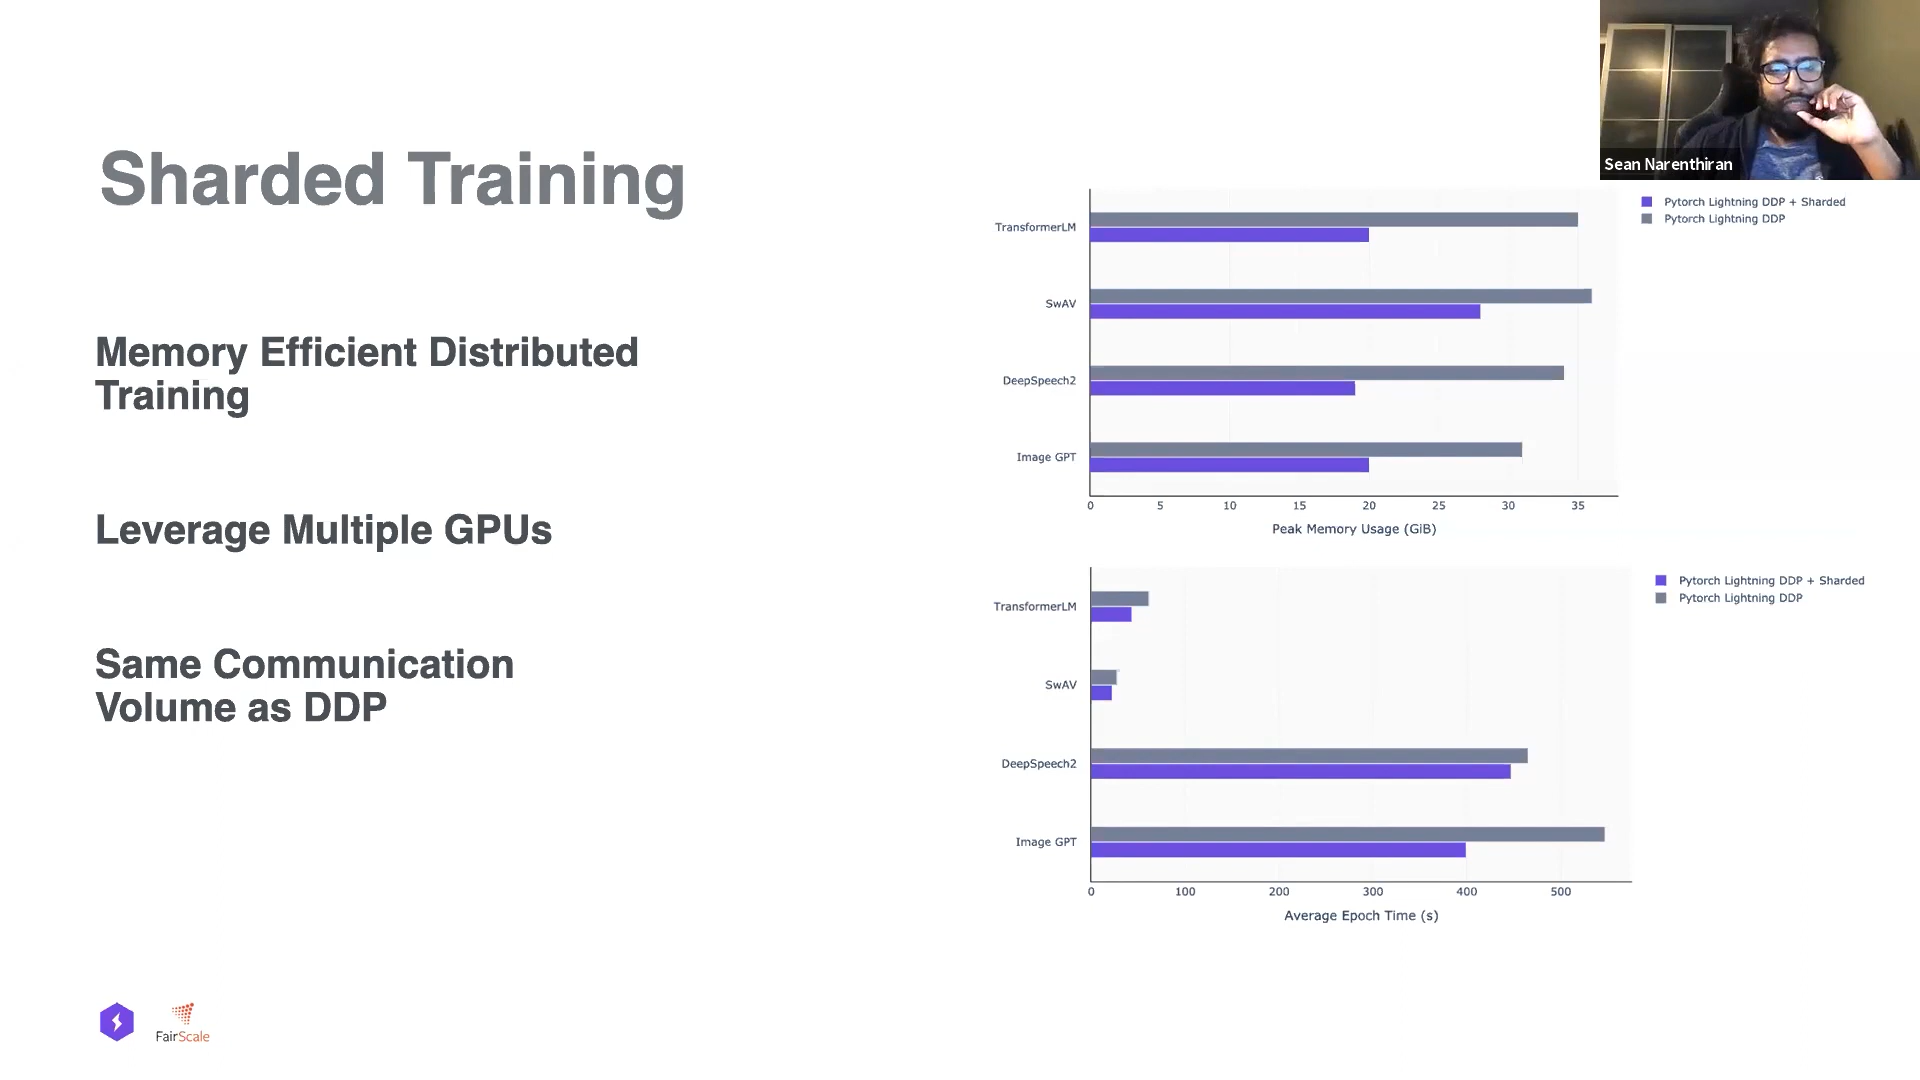 Sharded Training
Memory Efficient Distributed
Training
Leverage Multiple GPUs
Same Communication
Volume as DDP
FairScale
Sean Narenthiran
Pytorch Lightning DDP + Sharded
Pytorch Lightning DDP
TransformerLM
SwAV
DeepSpeech2
Image GPT
0 5 10 15 20 25 30 35
Peak Memory Usage (GiB)
Pytorch Lightning DDP + Sharded
Pytorch Lightning DDP
TransformerLM
SwAV
DeepSpeech2
Image GPT
0 100 200 300 400 500
Average Epoch Time (s)